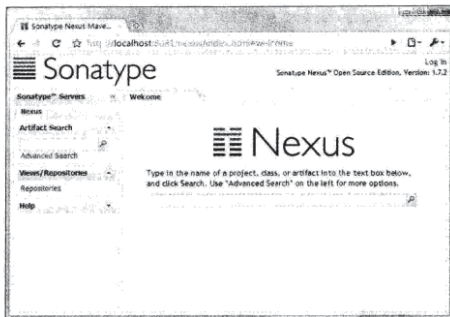 Sonatype Nexus Mave...
localhost
Sonatype
Log In
Sonatype Nexus™ Open Source Edition, Version: 1.7.2
Sonatype™ Servers
Nexus
Artifact Search
Advanced Search
Views/Repositories
Repositories
Help
Welcome
Nexus
Type in the name of a project, class, or artifact into the text box below,
and click Search. Use "Advanced Search" on the left for more options.